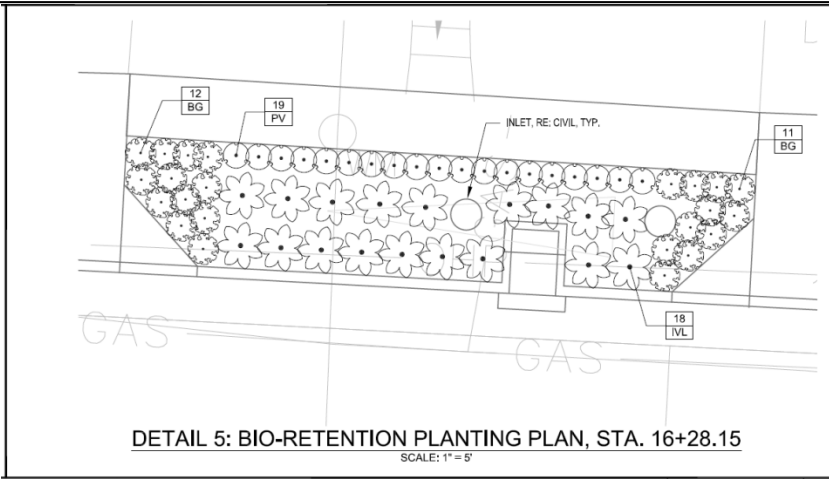 12
BG
19
PV
INLET, RE: CIVIL, TYP.
11
BG
18
IVL
GAS
GAS
DETAIL 5: BIO-RETENTION PLANTING PLAN, STA. 16+28.15
SCALE: 1" = 5'